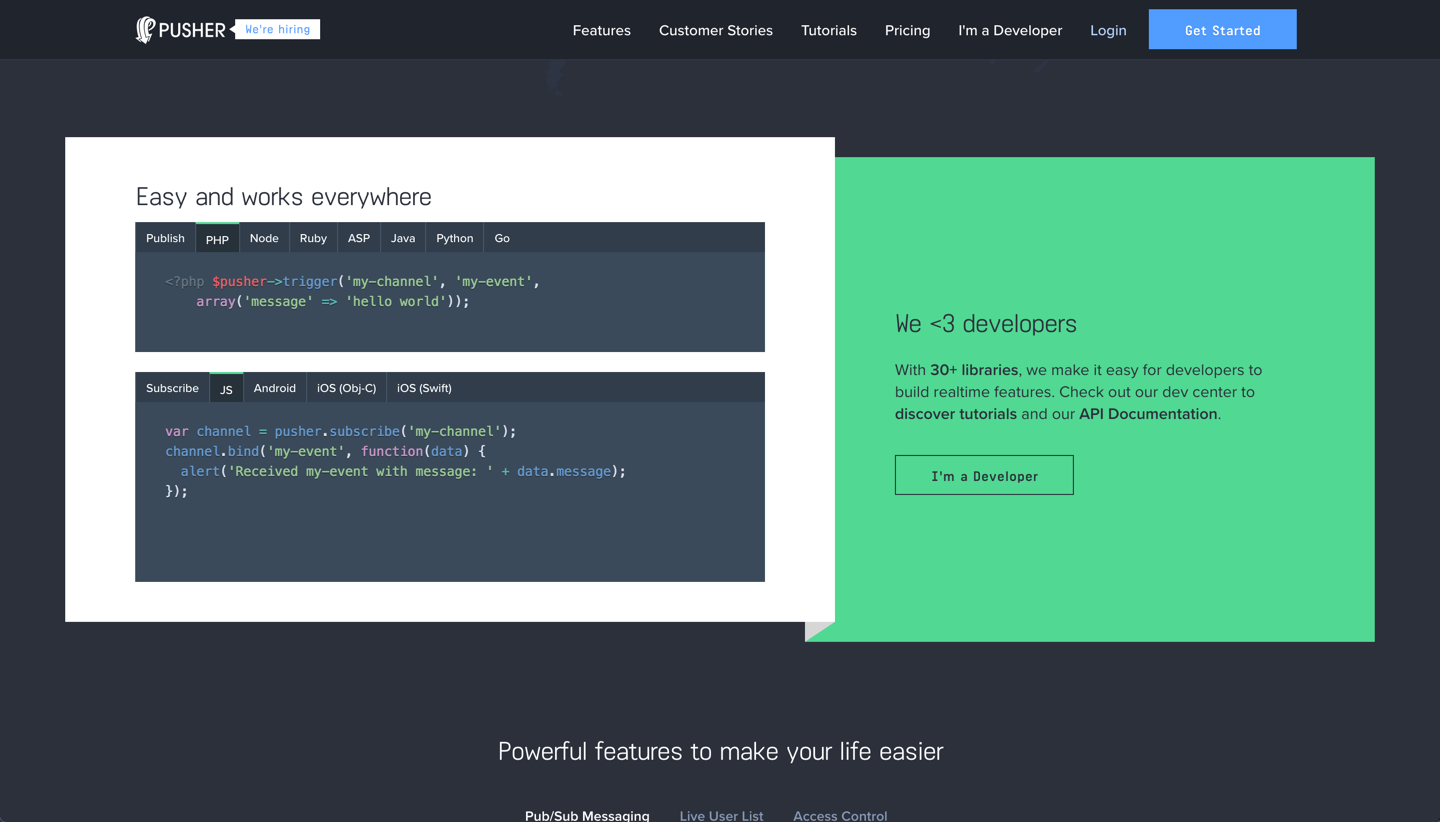 PUSHER
We're hiring
Features
Customer Stories
Tutorials
Pricing
I'm a Developer
Login
Get Started
Easy and works everywhere
Publish
PHP
Node
Ruby
ASP
Java
Python
Go
<?php $pusher->trigger('my-channel', 'my-event',
array('message' => 'hello world'));
Subscribe
JS
Android
iOS (Obj-C)
iOS (Swift)
var channel = pusher.subscribe('my-channel');
channel.bind('my-event', function(data) {
alert('Received my-event with message: ' + data.message);
});
We <3 developers
With 30+ libraries, we make it easy for developers to
build realtime features. Check out our dev center to
discover tutorials and our API Documentation.
I'm a Developer
Powerful features to make your life easier
Pub/Sub Messaging
Live User List
Access Control